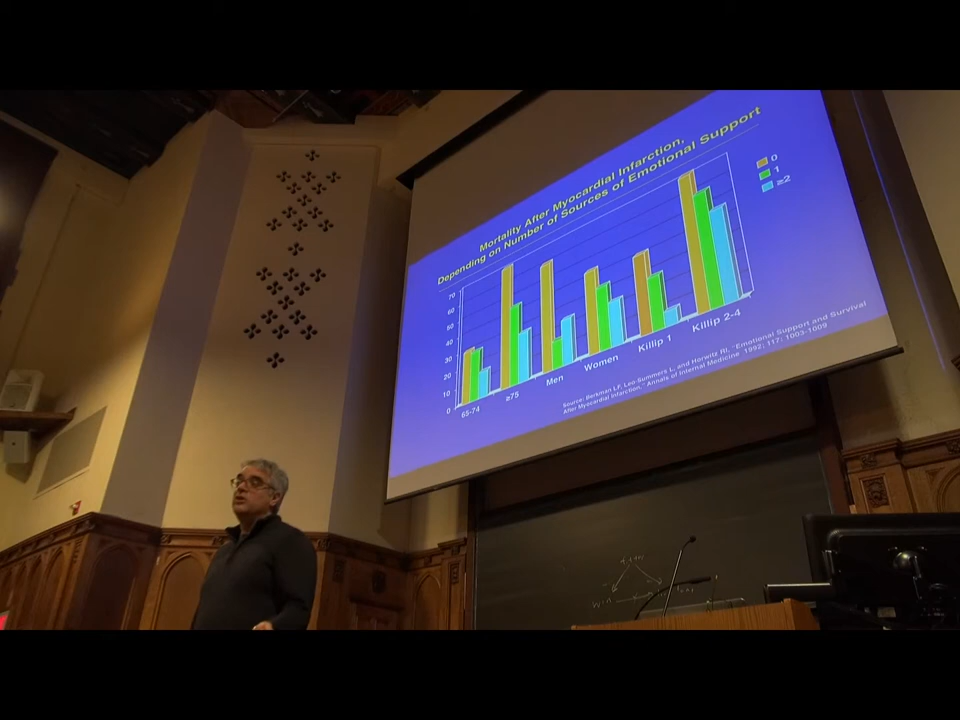 Mortality After Myocardial Infarction,
Depending on Number of Sources of Emotional Support
0
1
≥2
70
60
50
40
30
20
10
0
65-74
≥75
Men
Women
Killip 1
Killip 2-4
Source: Berkman LF, Leo-Summers L, and Harwitz RI. "Emotional Support and Survival
After Myocardial Infarction." Annals of Internal Medicine 1992; 117: 1003-1009